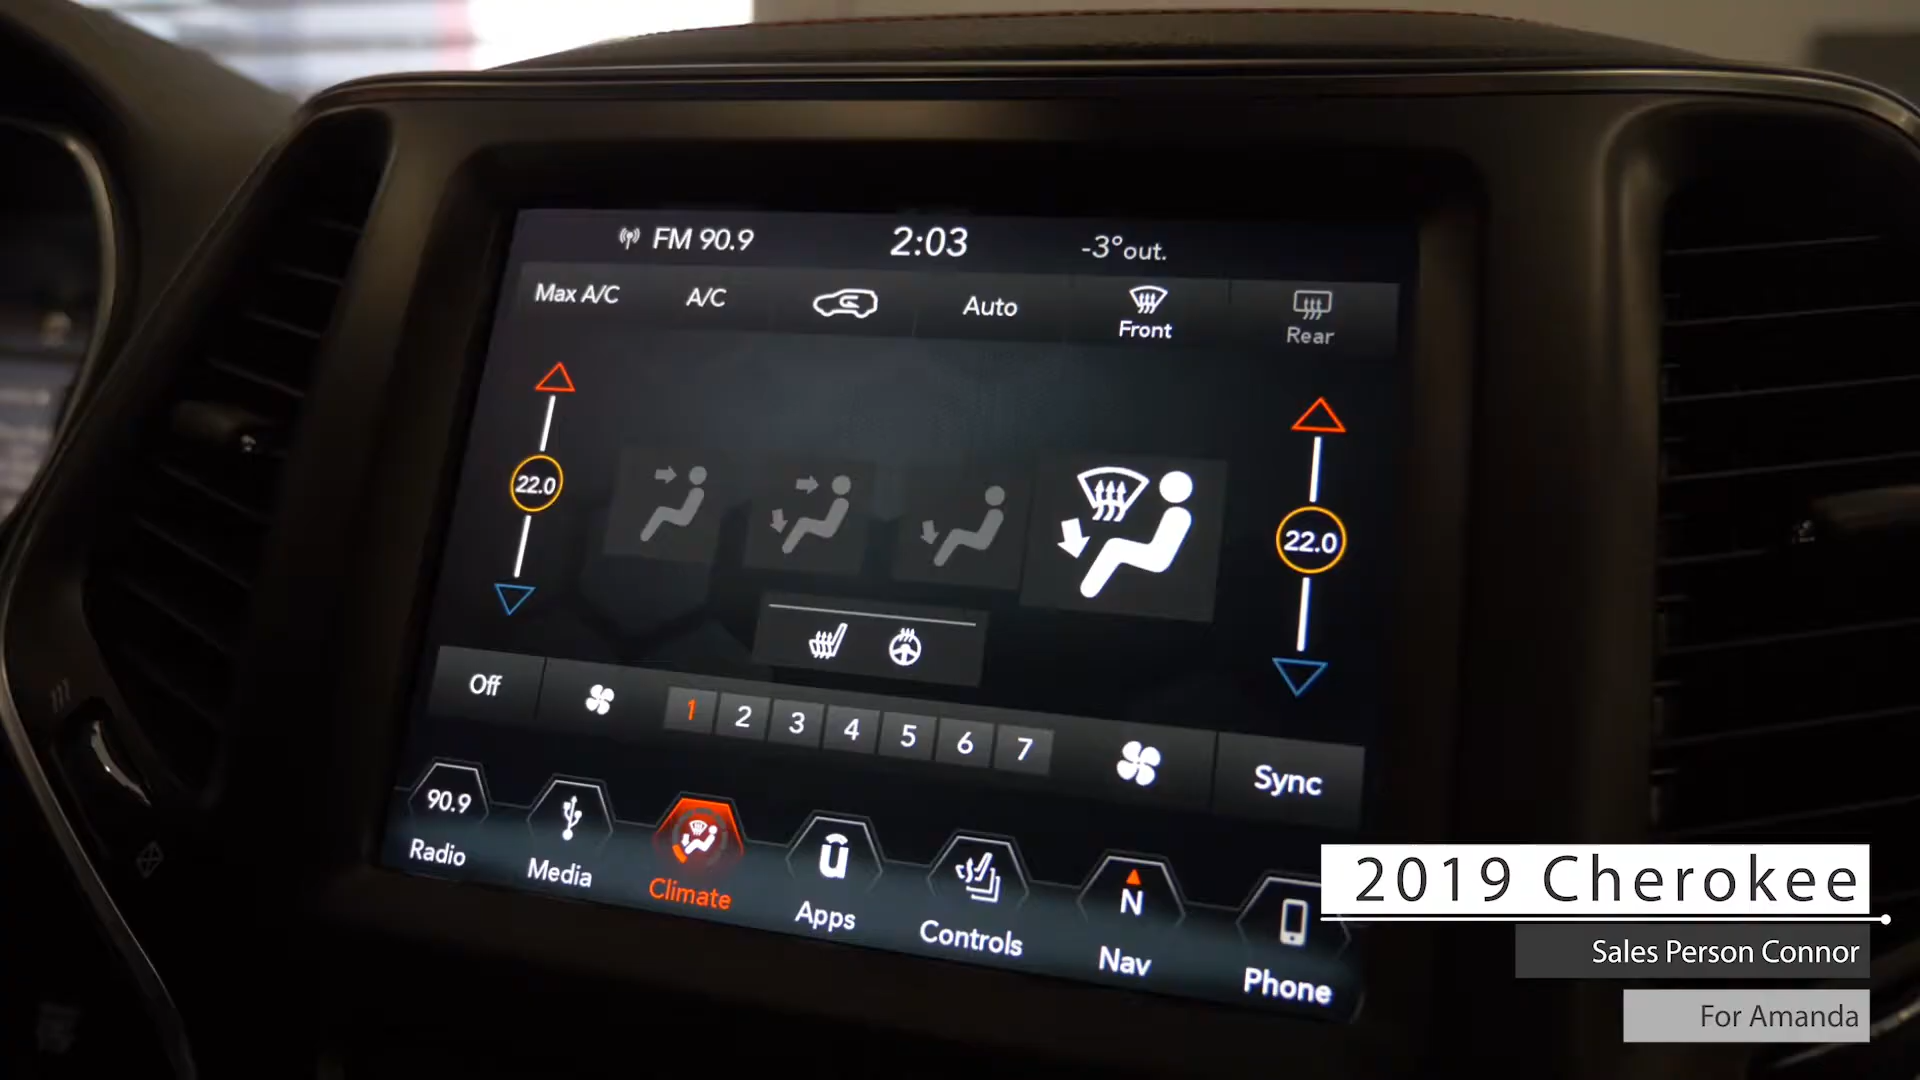 FM 90.9 2:03 -3°out.
Max A/C A/C Auto Front Rear
22.0 22.0
Off 1 2 3 4 5 6 7 Sync
90.9 N
Radio Media Climate Apps Controls Nav Phone
2019 Cherokee
Sales Person Connor
For Amanda